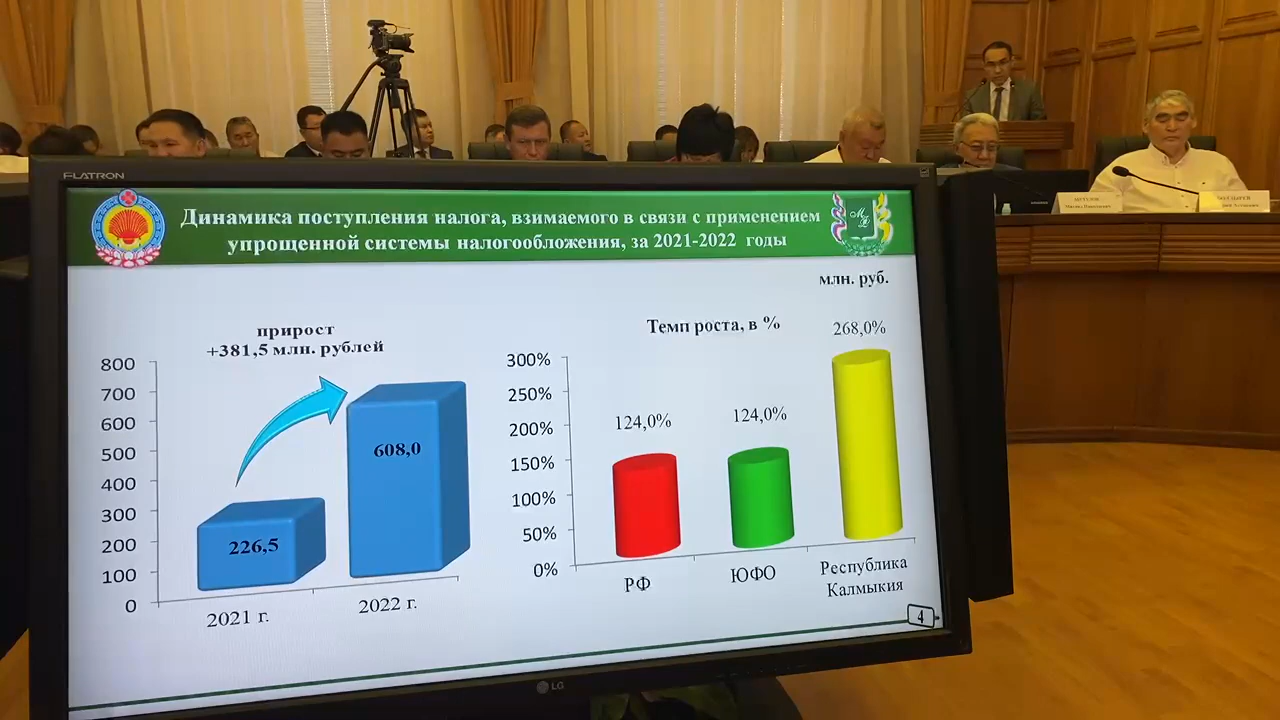 FLATRON
Динамика поступления налога, взимаемого в связи с применением
упрощенной системы налогообложения, за 2021-2022 годы
млн. руб.
прирост
+381,5 млн. рублей
800
700
600
500
400
300
200
100
0
226,5
608,0
2021 г.
2022 г.
Темп роста, в %
300%
250%
200%
150%
100%
50%
0%
124,0%
124,0%
268,0%
РФ
ЮФО
Республика
Калмыкия
4
LG